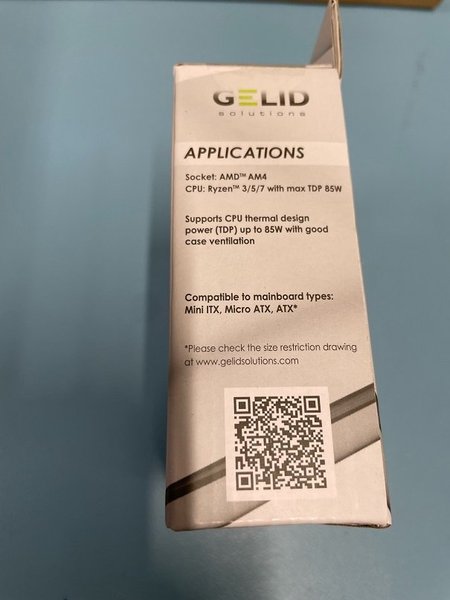 GELID
solutions
APPLICATIONS
Socket: AMD™ AM4
CPU: Ryzen™ 3/5/7 with max TDP 85W
Supports CPU thermal design
power (TDP) up to 85W with good
case ventilation
Compatible to mainboard types:
Mini ITX, Micro ATX, ATX*
*Please check the size restriction drawing
at www.gelidsolutions.com